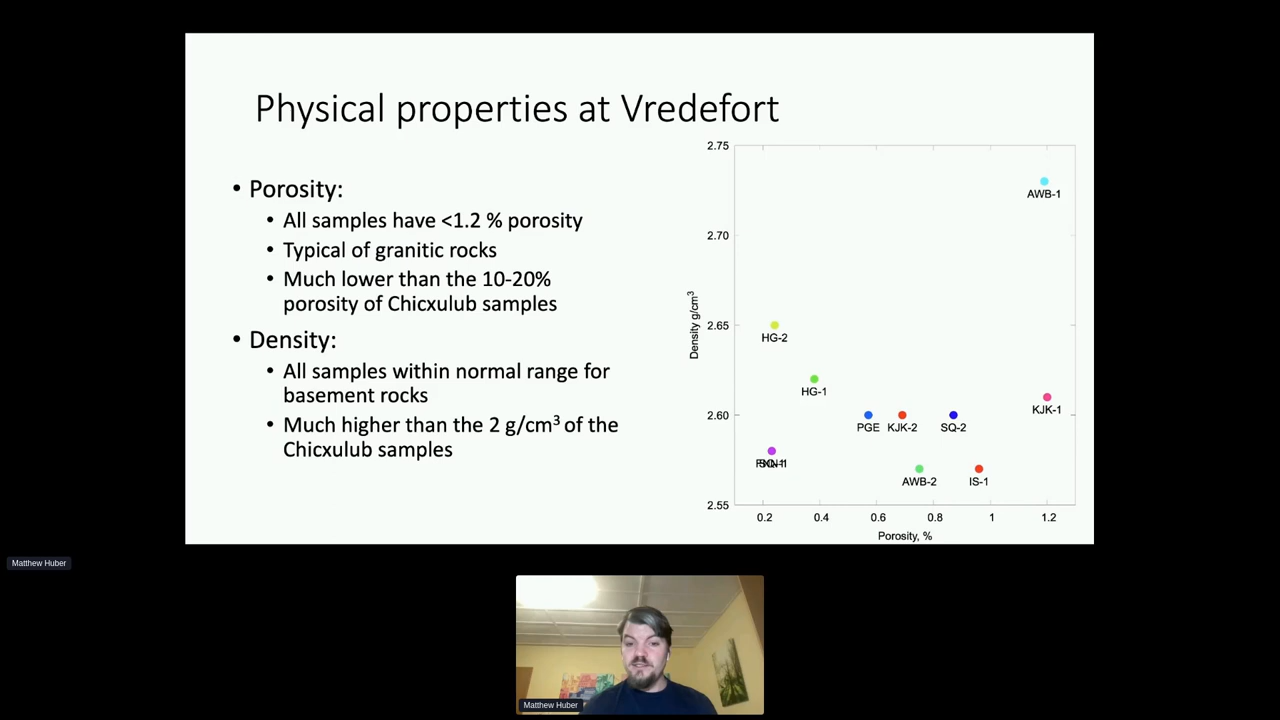 Physical properties at Vredefort
• Porosity:
• All samples have <1.2 % porosity
• Typical of granitic rocks
• Much lower than the 10-20%
porosity of Chicxulub samples
• Density:
• All samples within normal range for
basement rocks
• Much higher than the 2 g/cm³ of the
Chicxulub samples
2.75
2.70
2.65
2.60
2.55
Density g/cm³
AWB-1
HG-2
HG-1
KJK-1
PGE
KJK-2
SQ-2
AWB-2
IS-1
0.2
0.4
0.6
0.8
1
1.2
Porosity, %
Matthew Huber
Matthew Huber